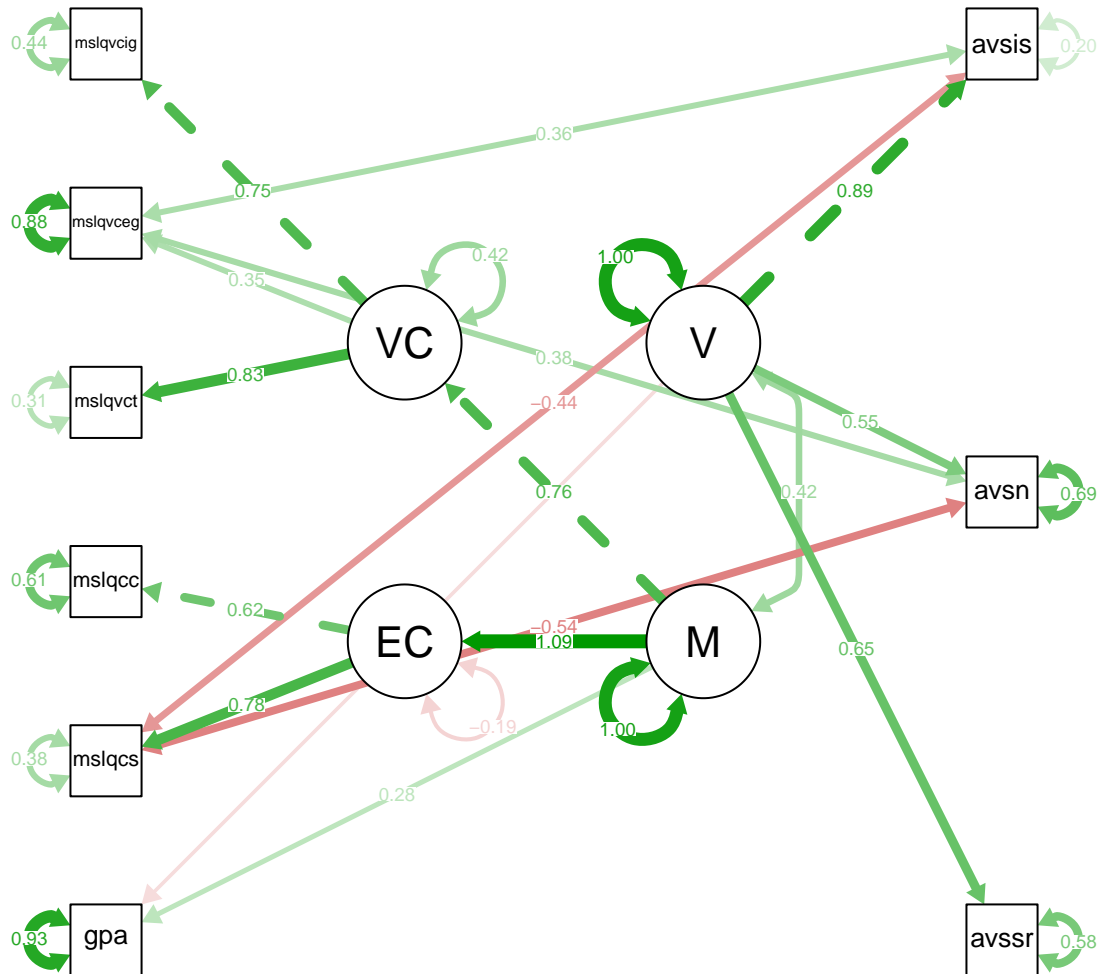 mslqvcig
0.44
avsis
0.20
0.36
0.75
0.89
mslqvceg
0.88
0.35
VC
0.42
1.00
V
0.38
0.83
mslqvct
0.31
−0.44
0.55
0.76
0.42
avsn
0.69
mslqcc
0.61
0.62
EC
−0.54
1.09
M
0.65
0.78
−0.19
1.00
mslqcs
0.38
0.28
gpa
0.93
avssr
0.58